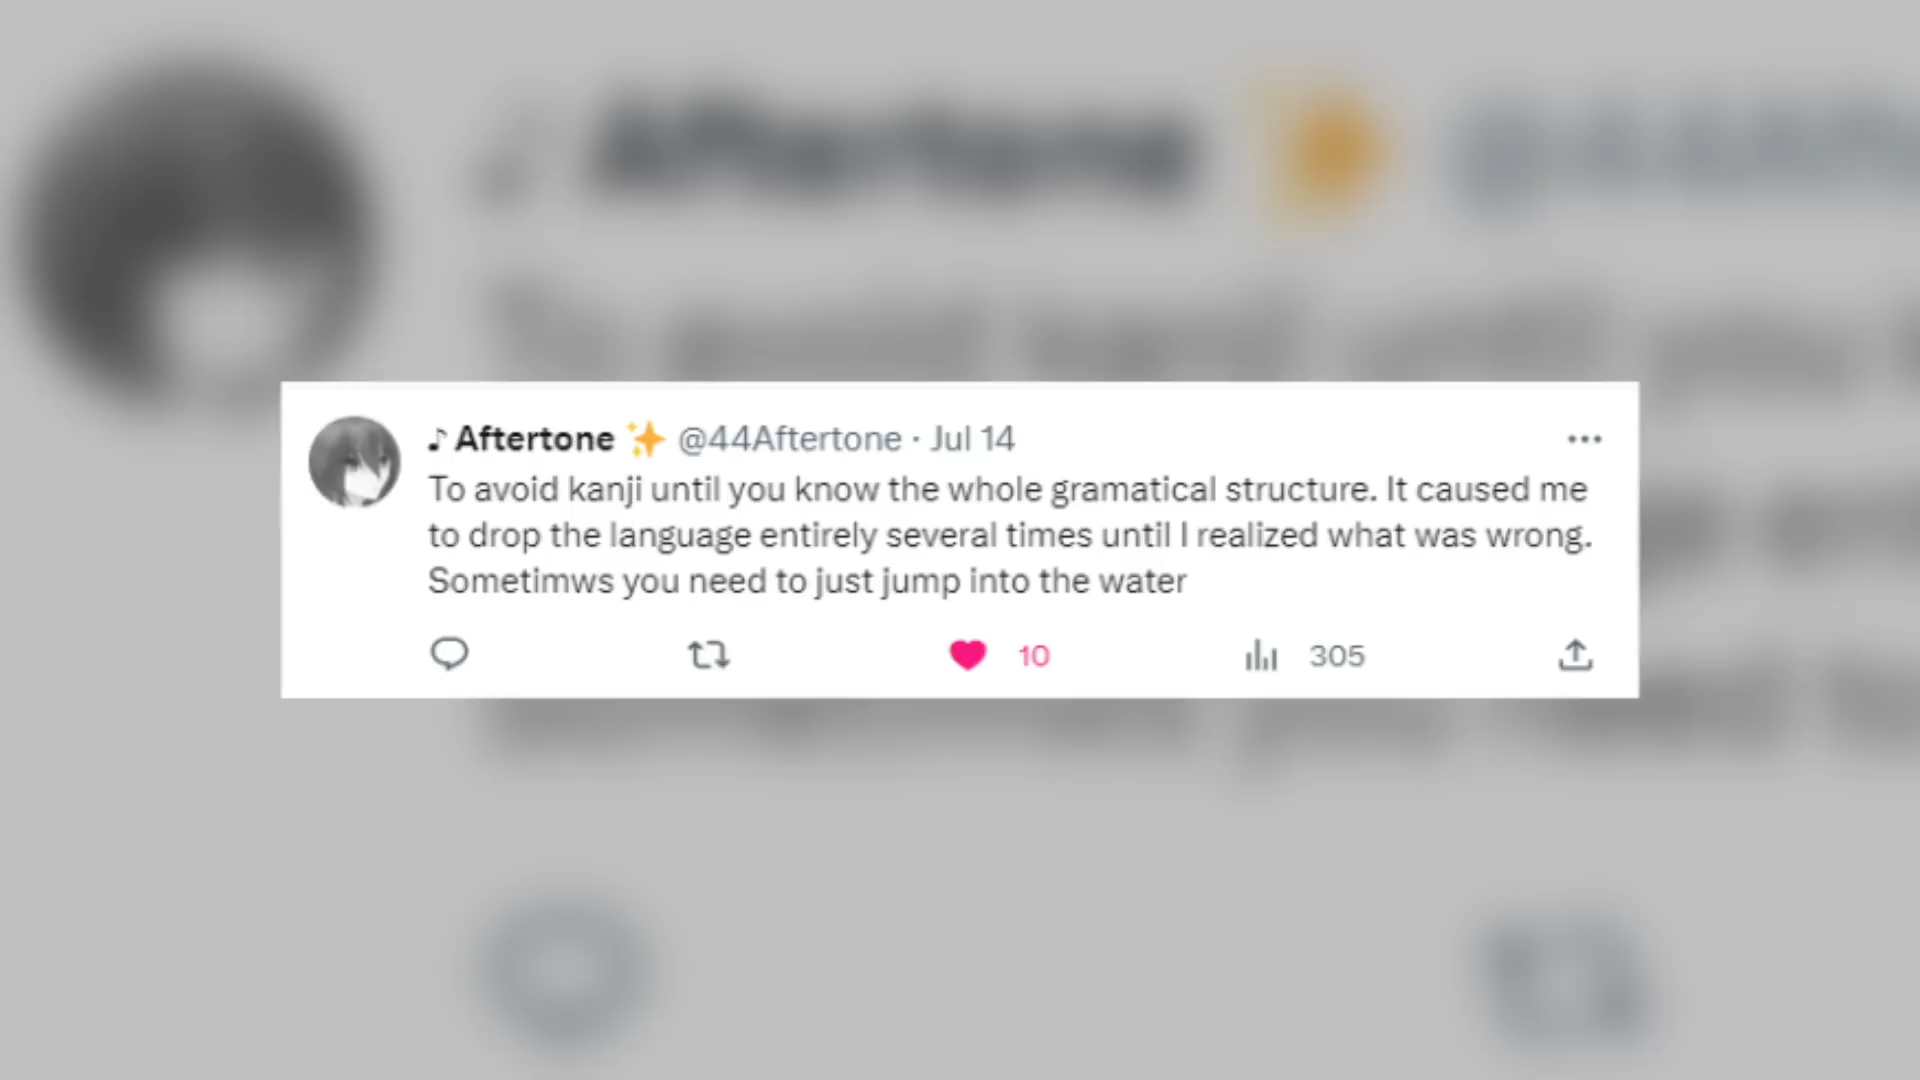 ♪ Aftertone ✨ @44Aftertone · Jul 14
To avoid kanji until you know the whole gramatical structure. It caused me
to drop the language entirely several times until I realized what was wrong.
Sometimws you need to just jump into the water
10 305